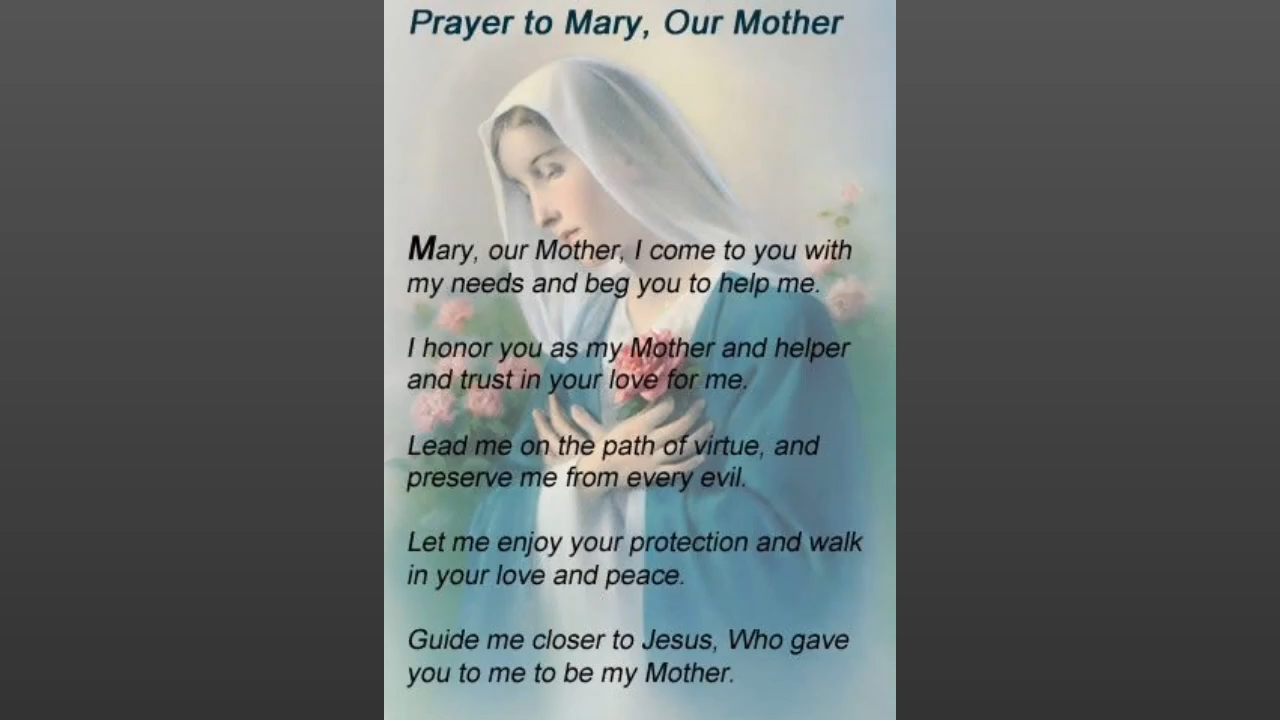 Prayer to Mary, Our Mother
Mary, our Mother, I come to you with
my needs and beg you to help me.
I honor you as my Mother and helper
and trust in your love for me.
Lead me on the path of virtue, and
preserve me from every evil.
Let me enjoy your protection and walk
in your love and peace.
Guide me closer to Jesus, Who gave
you to me to be my Mother.